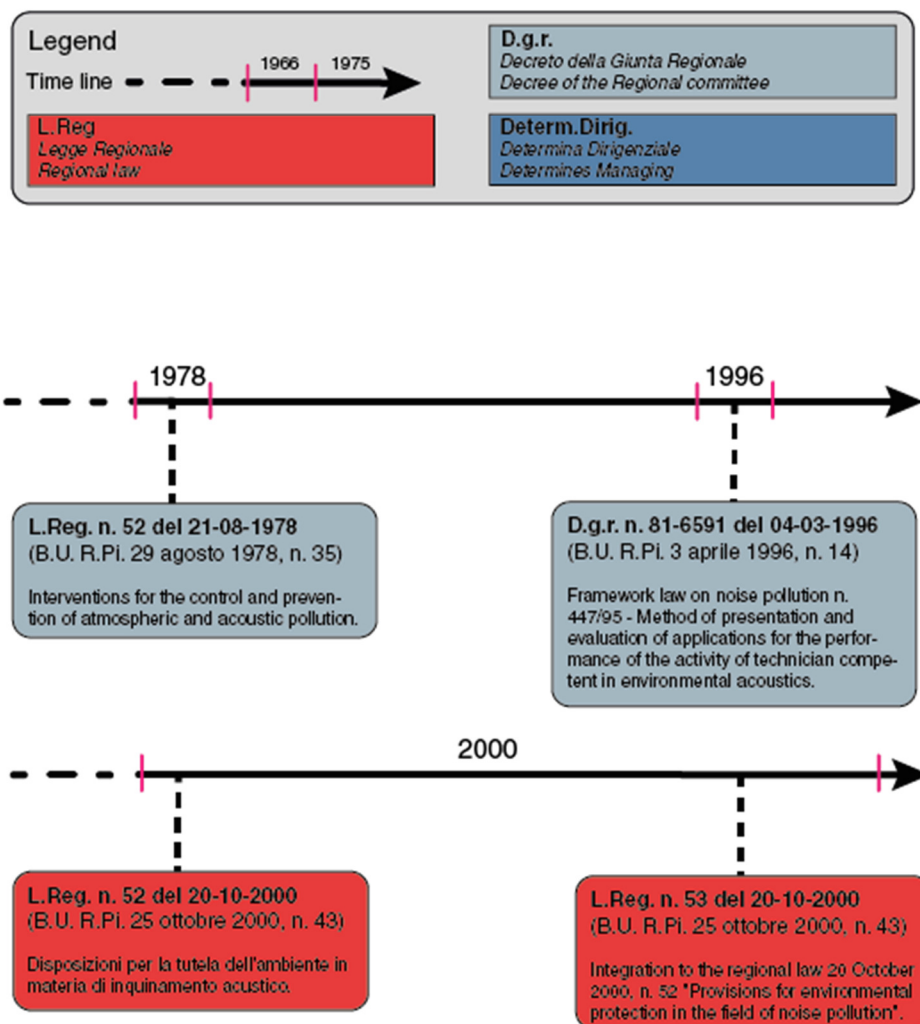 Legend
Time line
1966 1975
L.Reg
Legge Regionale
Regional law
D.g.r.
Decreto della Giunta Regionale
Decree of the Regional committee
Determ.Dirig.
Determina Dirigenziale
Determines Managing
1978
1996
L.Reg. n. 52 del 21-08-1978
(B.U. R.Pi. 29 agosto 1978, n. 35)
Interventions for the control and preven-
tion of atmospheric and acoustic pollution.
D.g.r. n. 81-6591 del 04-03-1996
(B.U. R.Pi. 3 aprile 1996, n. 14)
Framework law on noise pollution n.
447/95 - Method of presentation and
evaluation of applications for the perfor-
mance of the activity of technician compe-
tent in environmental acoustics.
2000
L.Reg. n. 52 del 20-10-2000
(B.U. R.Pi. 25 ottobre 2000, n. 43)
Disposizioni per la tutela dell'ambiente in
materia di inquinamento acustico.
L.Reg. n. 53 del 20-10-2000
(B.U. R.Pi. 25 ottobre 2000, n. 43)
Integration to the regional law 20 October
2000, n. 52 "Provisions for environmental
protection in the field of noise pollution".